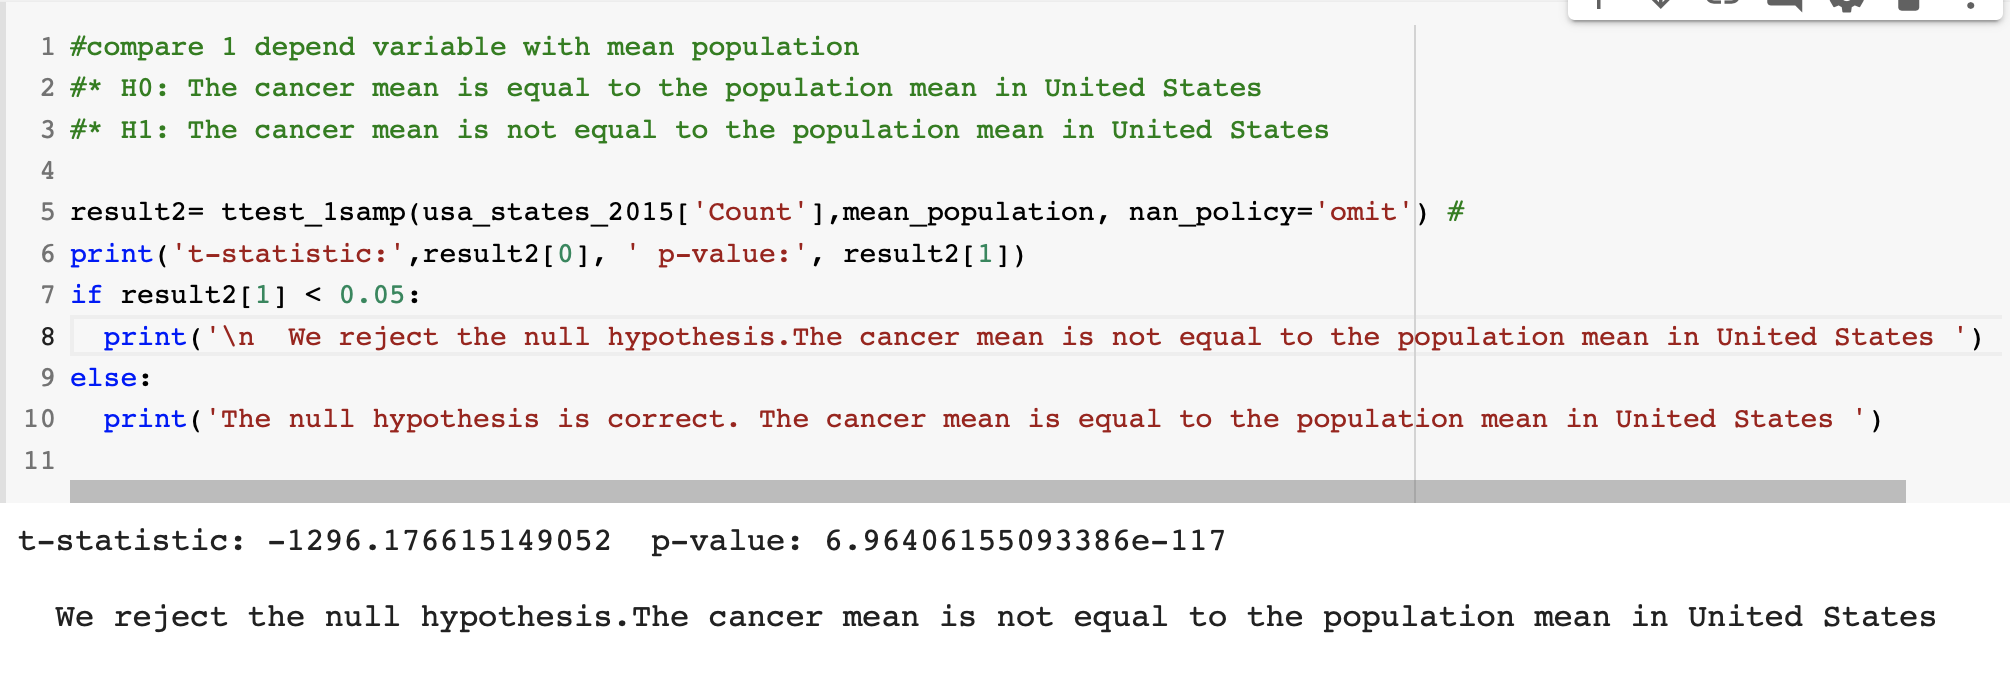 1 #compare 1 depend variable with mean population
2 #* H0: The cancer mean is equal to the population mean in United States
3 #* H1: The cancer mean is not equal to the population mean in United States
4
5 result2= ttest_1samp(usa_states_2015['Count'],mean_population, nan_policy='omit') #
6 print('t-statistic:',result2[0], ' p-value:', result2[1])
7 if result2[1] < 0.05:
8   print('\n  We reject the null hypothesis.The cancer mean is not equal to the population mean in United States ')
9 else:
10   print('The null hypothesis is correct. The cancer mean is equal to the population mean in United States ')
11
t-statistic: -1296.176615149052  p-value: 6.96406155093386e-117
  We reject the null hypothesis.The cancer mean is not equal to the population mean in United States